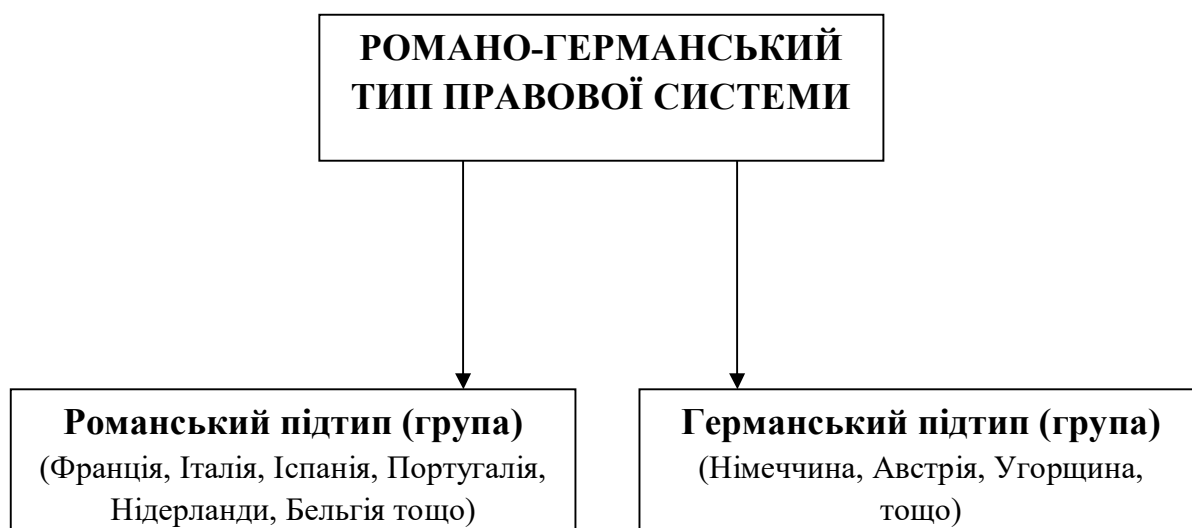 РОМАНО-ГЕРМАНСЬКИЙ
ТИП ПРАВОВОЇ СИСТЕМИ
Романський підтип (група)
(Франція, Італія, Іспанія, Португалія,
Нідерланди, Бельгія тощо)
Германський підтип (група)
(Німеччина, Австрія, Угорщина,
тощо)